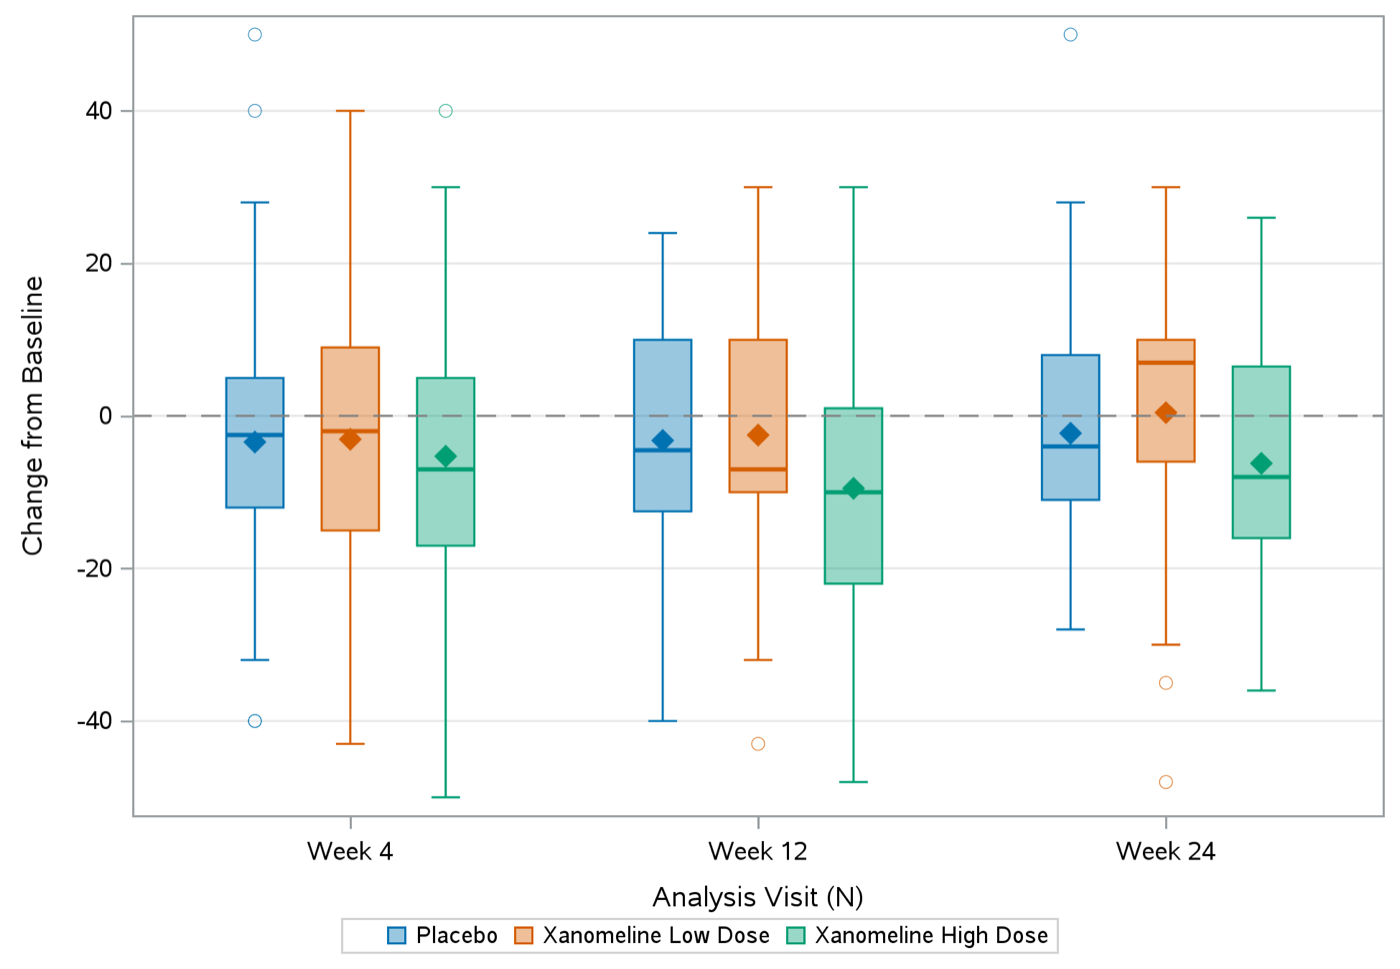 Change from Baseline
40
20
0
-20
-40
Week 4
Week 12
Week 24
Analysis Visit (N)
Placebo
Xanomeline Low Dose
Xanomeline High Dose